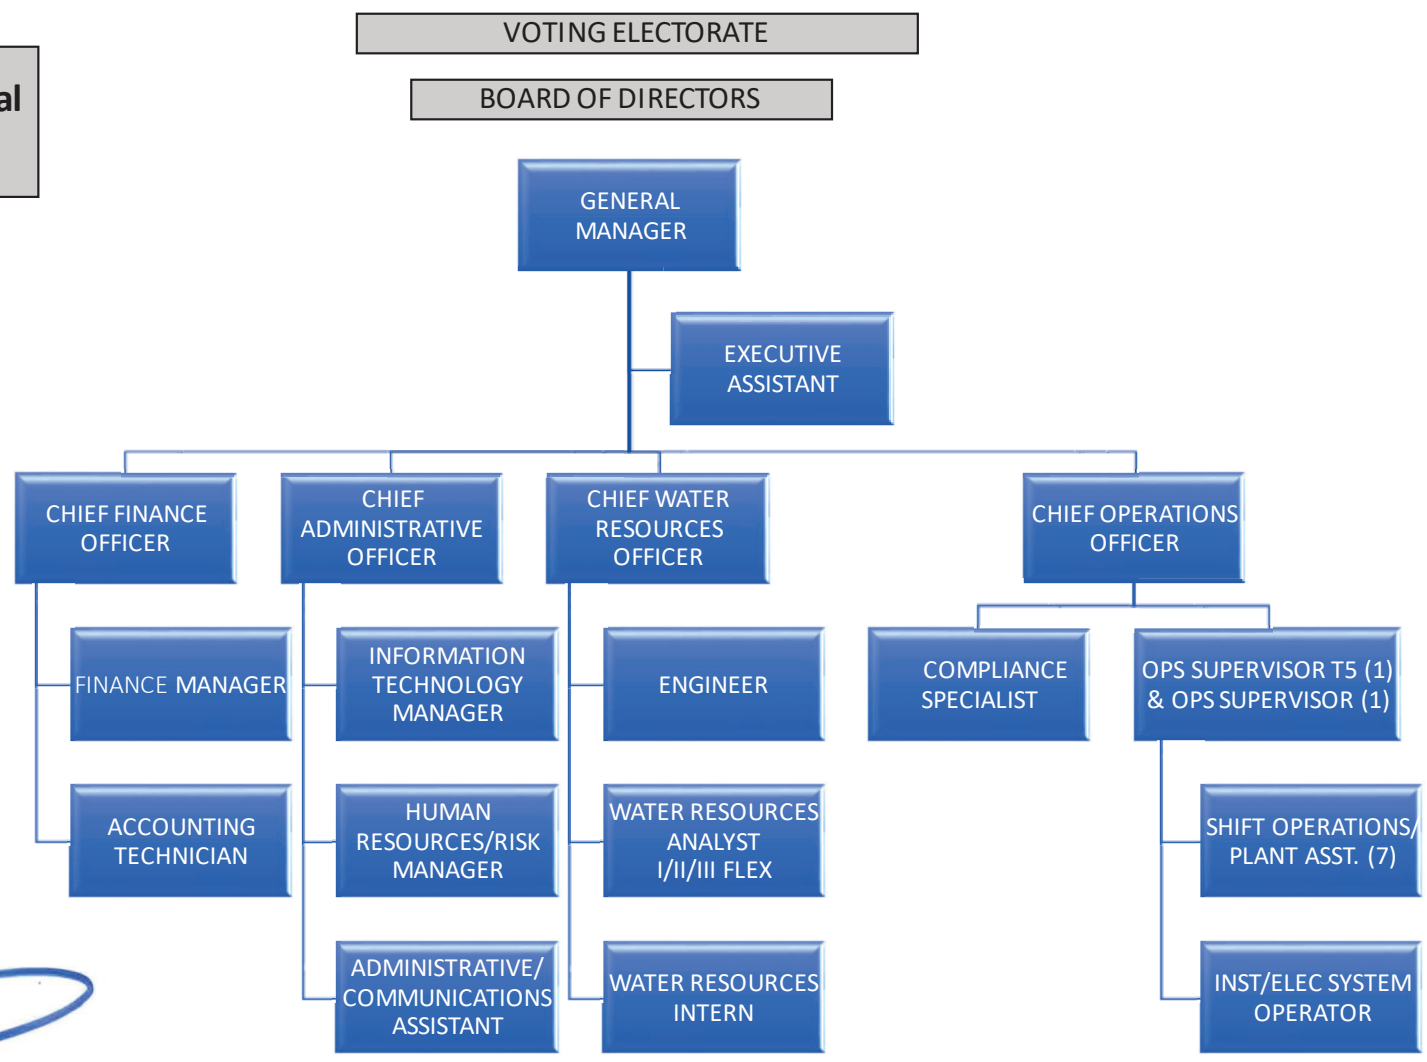 VOTING ELECTORATE
al
BOARD OF DIRECTORS
GENERAL
MANAGER
EXECUTIVE
ASSISTANT
CHIEF FINANCE
OFFICER
CHIEF
ADMINISTRATIVE
OFFICER
CHIEF WATER
RESOURCES
OFFICER
CHIEF OPERATIONS
OFFICER
FINANCE MANAGER
INFORMATION
TECHNOLOGY
MANAGER
ENGINEER
COMPLIANCE
SPECIALIST
OPS SUPERVISOR T5 (1)
& OPS SUPERVISOR (1)
ACCOUNTING
TECHNICIAN
HUMAN
RESOURCES/RISK
MANAGER
WATER RESOURCES
ANALYST
I/II/III FLEX
SHIFT OPERATIONS/
PLANT ASST. (7)
ADMINISTRATIVE/
COMMUNICATIONS
ASSISTANT
WATER RESOURCES
INTERN
INST/ELEC SYSTEM
OPERATOR